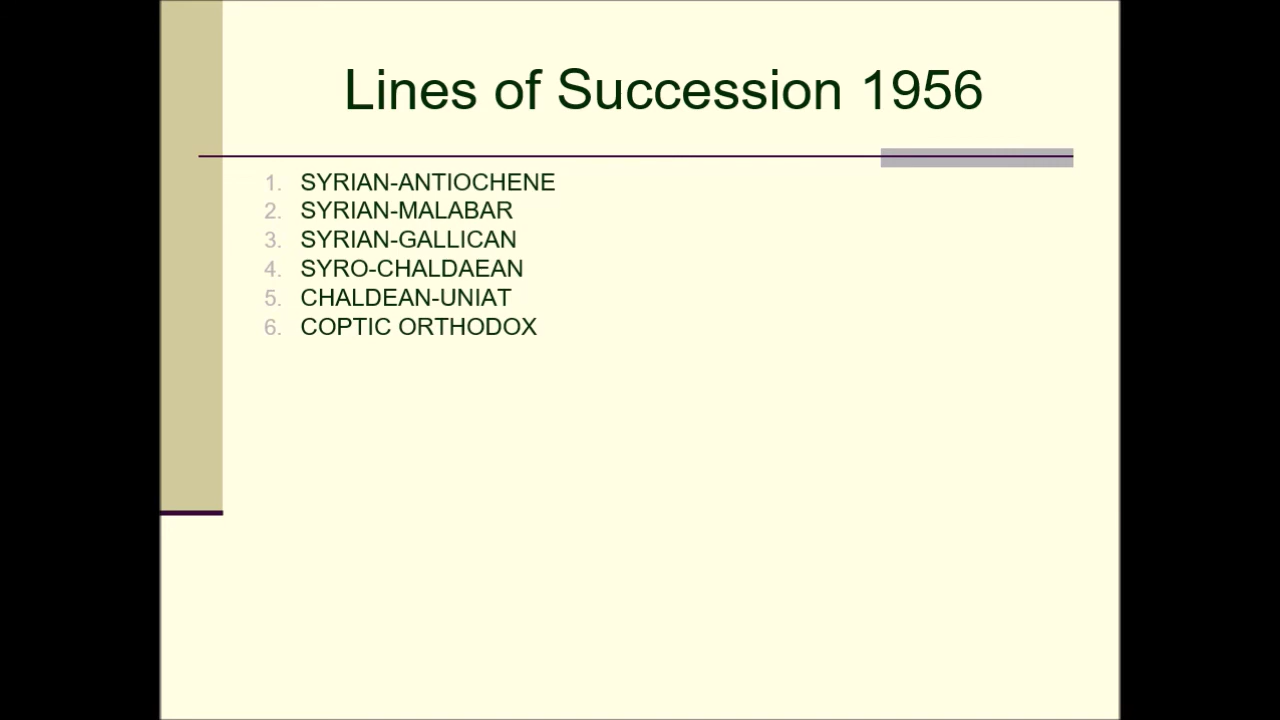 Lines of Succession 1956
1. SYRIAN-ANTIOCHENE
2. SYRIAN-MALABAR
3. SYRIAN-GALLICAN
4. SYRO-CHALDAEAN
5. CHALDEAN-UNIAT
6. COPTIC ORTHODOX